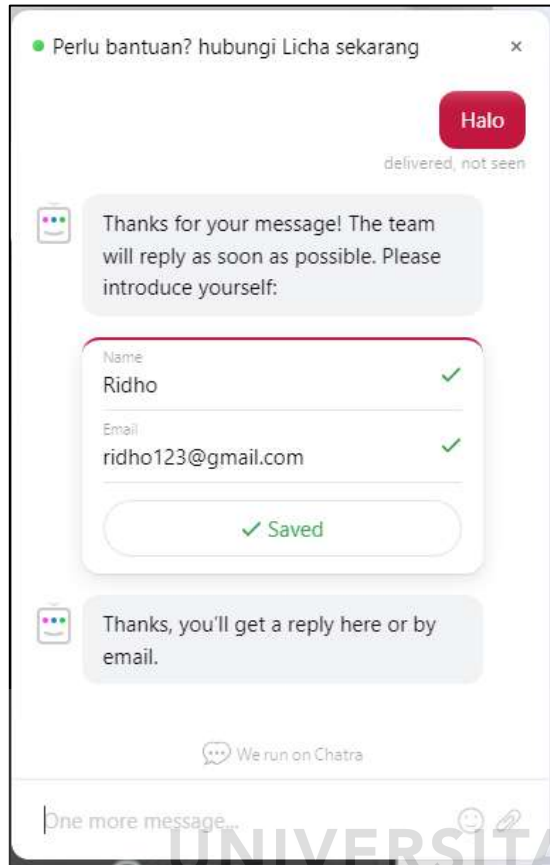 Perlu bantuan? hubungi Licha sekarang
Halo
delivered, not seen
Thanks for your message! The team
will reply as soon as possible. Please
introduce yourself:
Name
Ridho
Email
ridho123@gmail.com
✓ Saved
Thanks, you'll get a reply here or by
email.
We run on Chatra
One more message...
UNIVERSITA